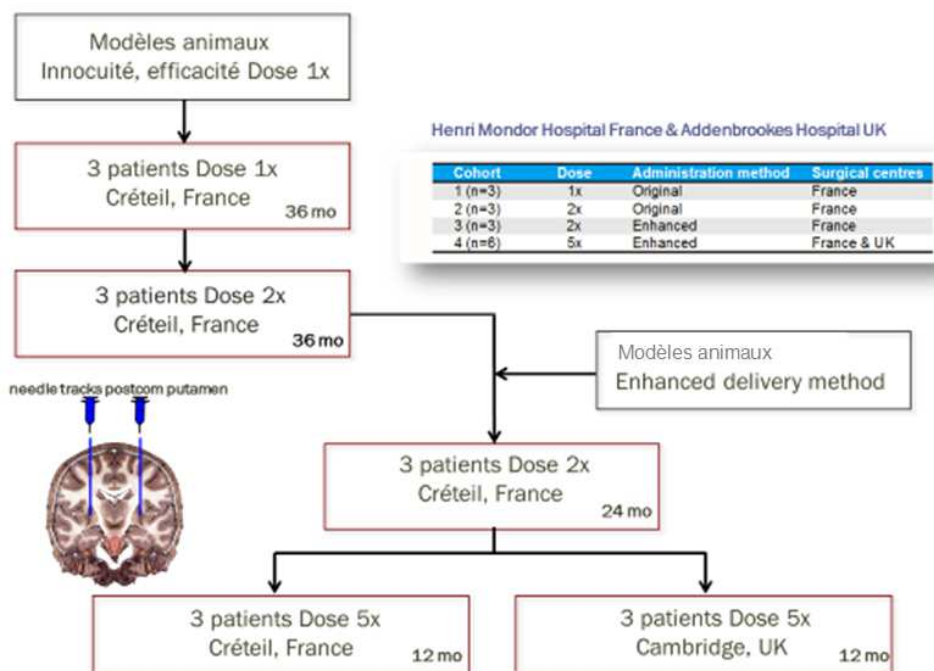 Modèles animaux
Innocuité, efficacité Dose 1x
Henri Mondor Hospital France & Addenbrookes Hospital UK
3 patients Dose 1x
Créteil, France
36 mo
Cohort Dose Administration method Surgical centres
1 (n=3) 1x Original France
2 (n=3) 2x Original France
3 (n=3) 2x Enhanced France
4 (n=6) 5x Enhanced France & UK
3 patients Dose 2x
Créteil, France
36 mo
Modèles animaux
Enhanced delivery method
needle tracks postcom putamen
3 patients Dose 2x
Créteil, France
24 mo
3 patients Dose 5x
Créteil, France
12 mo
3 patients Dose 5x
Cambridge, UK
12 mo